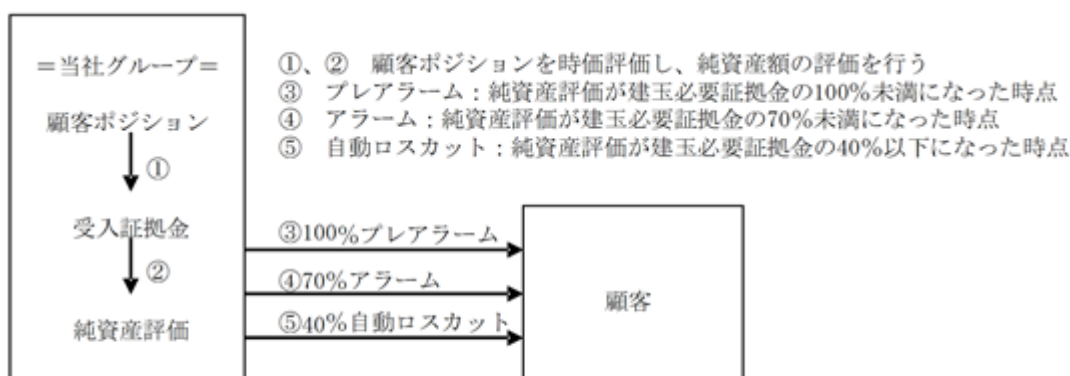 ＝当社グループ＝
顧客ポジション
①
受入証拠金
②
純資産評価
①、②　顧客ポジションを時価評価し、純資産額の評価を行う
③　プレアラーム：純資産評価が建玉必要証拠金の100%未満になった時点
④　アラーム：純資産評価が建玉必要証拠金の70%未満になった時点
⑤　自動ロスカット：純資産評価が建玉必要証拠金の40%以下になった時点
③100%プレアラーム
④70%アラーム
⑤40%自動ロスカット
顧客